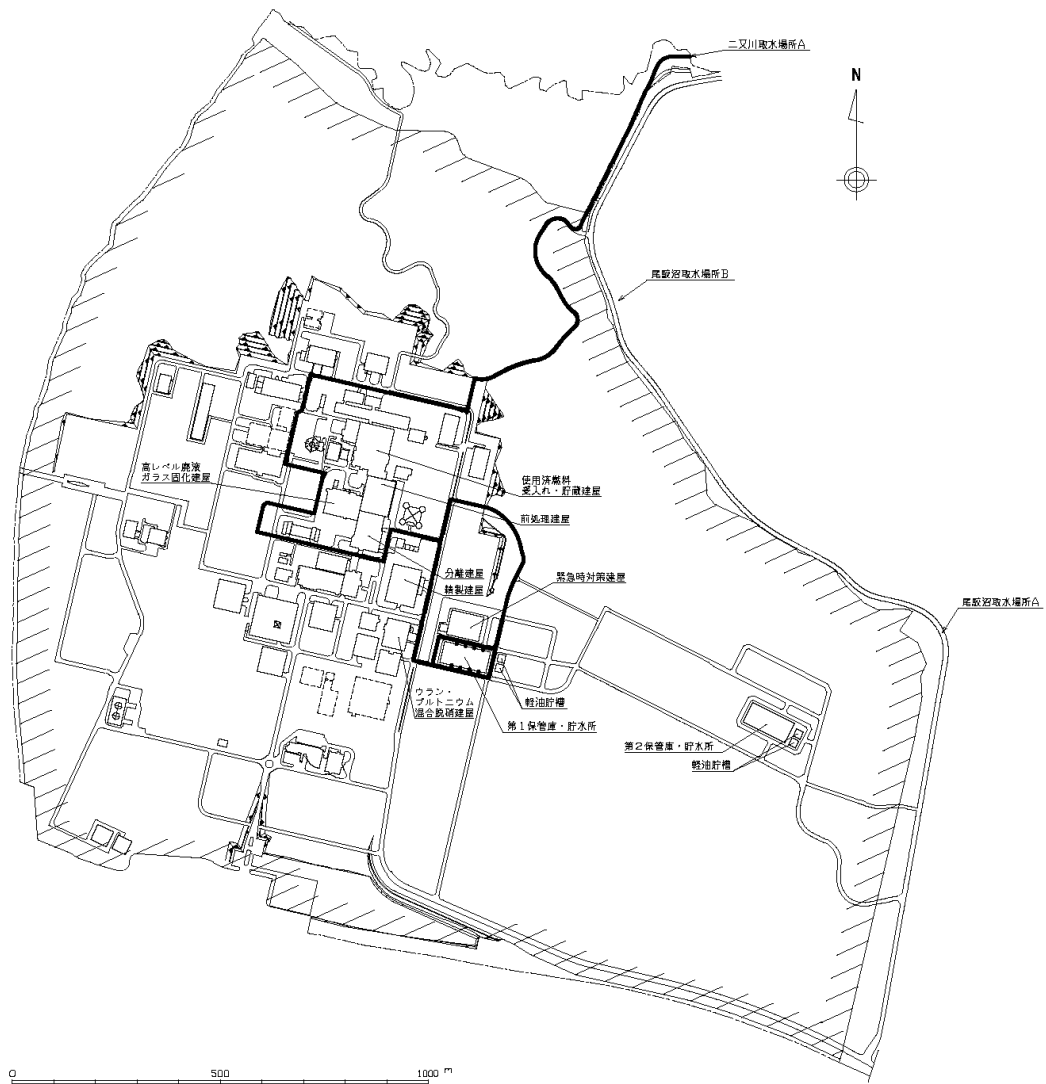 二又川取水場所A
N
尾駮沼取水場所B
高レベル廃液
ガラス固化建屋
使用済燃料
受入れ・貯蔵建屋
前処理建屋
分離建屋
精製建屋
緊急時対策建屋
尾駮沼取水場所A
ウラン・
プルトニウム
混合脱硝建屋
軽油貯槽
第1保管庫・貯水所
第2保管庫・貯水所
軽油貯槽
0 500 1000 m